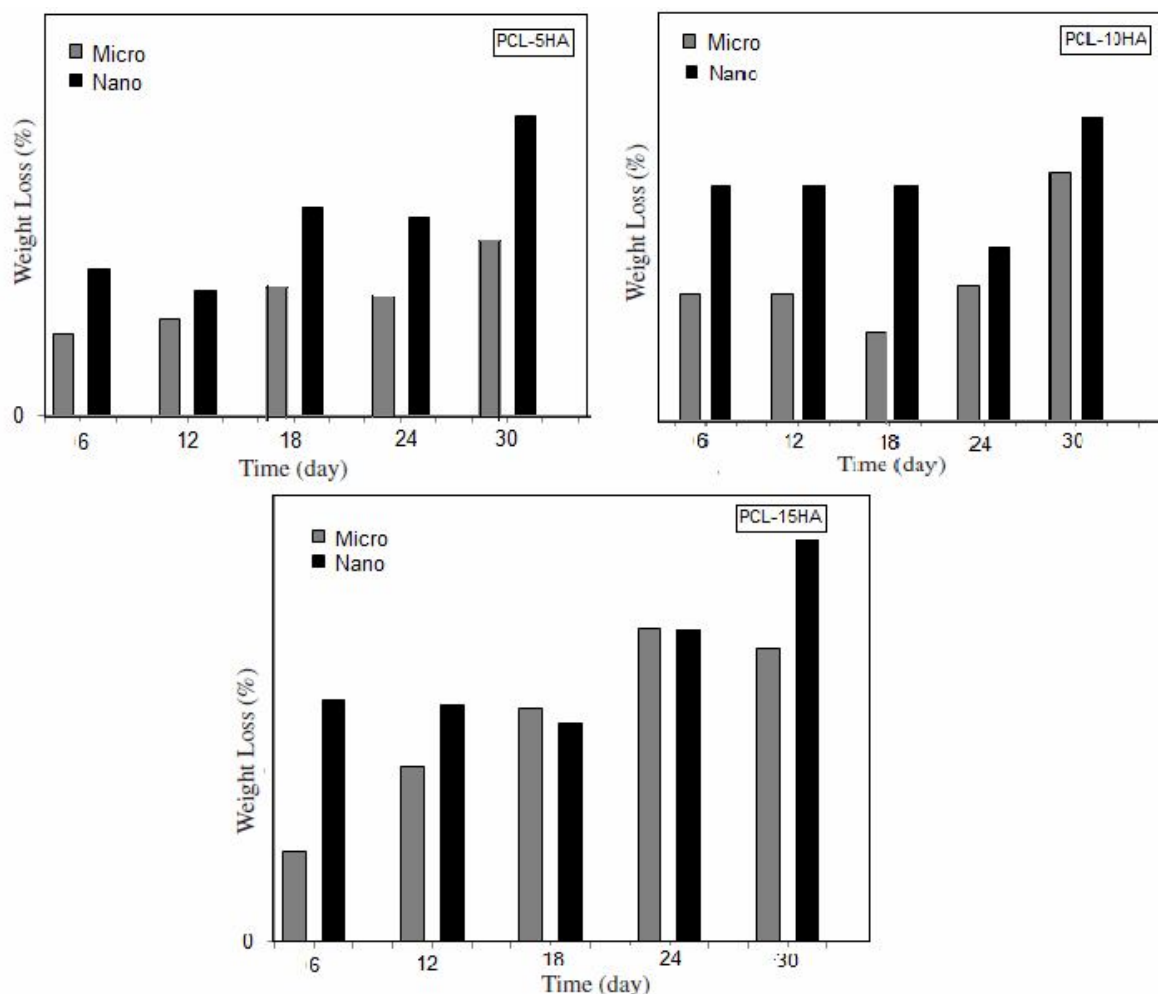 PCL-5HA
Micro
Nano
Weight Loss (%)
0
6 12 18 24 30
Time (day)
PCL-10HA
Micro
Nano
Weight Loss (%)
6 12 18 24 30
Time (day)
PCL-15HA
Micro
Nano
Weight Loss (%)
0
6 12 18 24 30
Time (day)